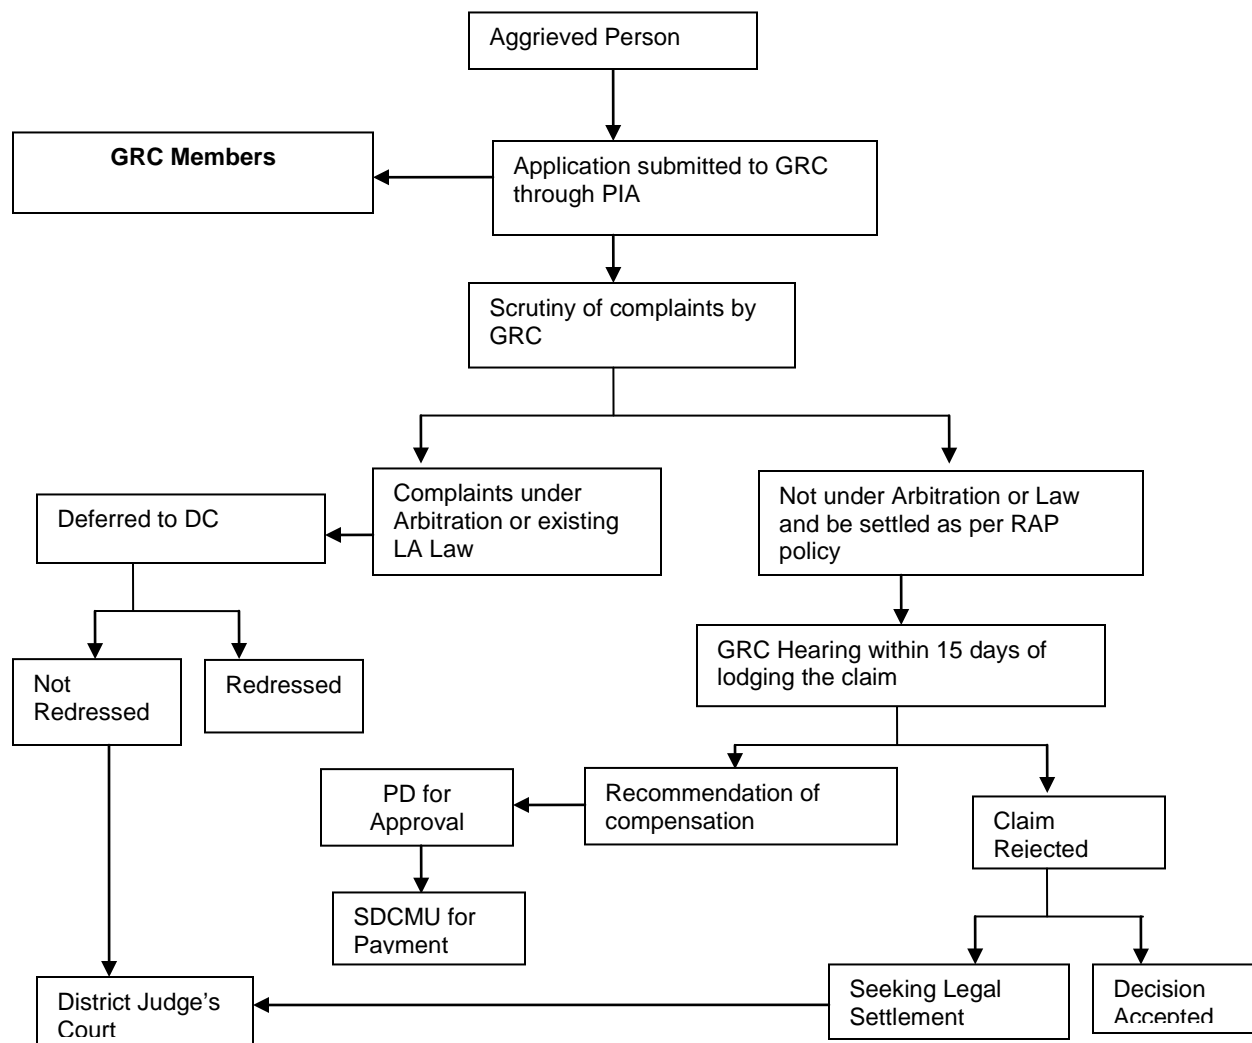 Aggrieved Person
GRC Members
Application submitted to GRC
through PIA
Scrutiny of complaints by
GRC
Complaints under
Arbitration or existing
LA Law
Not under Arbitration or Law
and be settled as per RAP
policy
Deferred to DC
GRC Hearing within 15 days of
lodging the claim
Not
Redressed
Redressed
PD for
Approval
Recommendation of
compensation
Claim
Rejected
SDCMU for
Payment
District Judge’s
Court
Seeking Legal
Settlement
Decision
Accepted